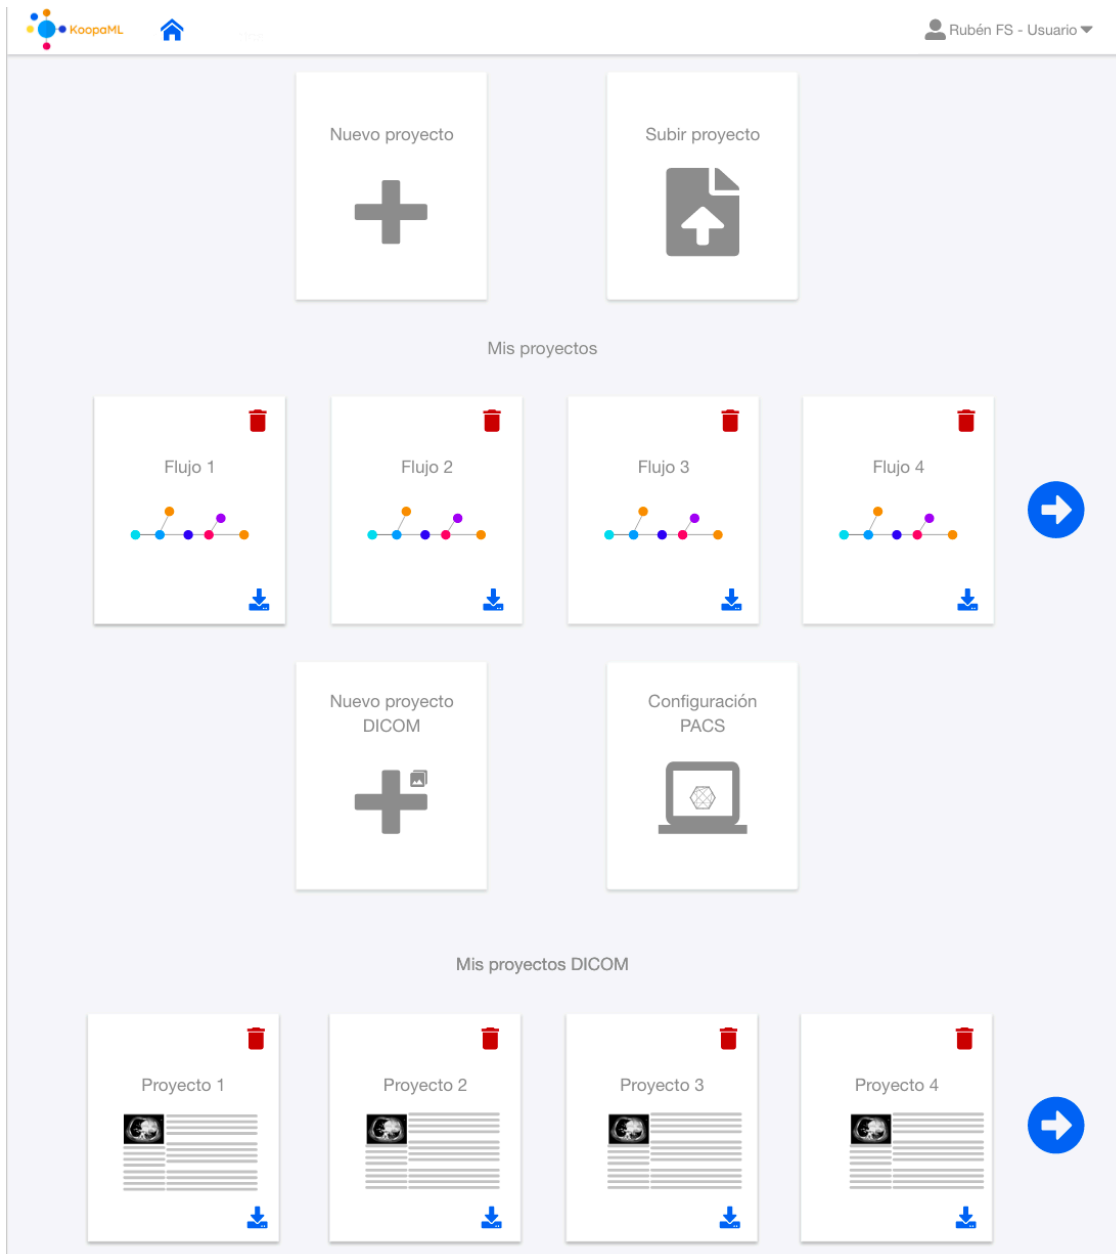 KoopaML
Rubén FS - Usuario
Nuevo proyecto
Subir proyecto
Mis proyectos
Flujo 1
Flujo 2
Flujo 3
Flujo 4
Nuevo proyecto
DICOM
Configuración
PACS
Mis proyectos DICOM
Proyecto 1
Proyecto 2
Proyecto 3
Proyecto 4